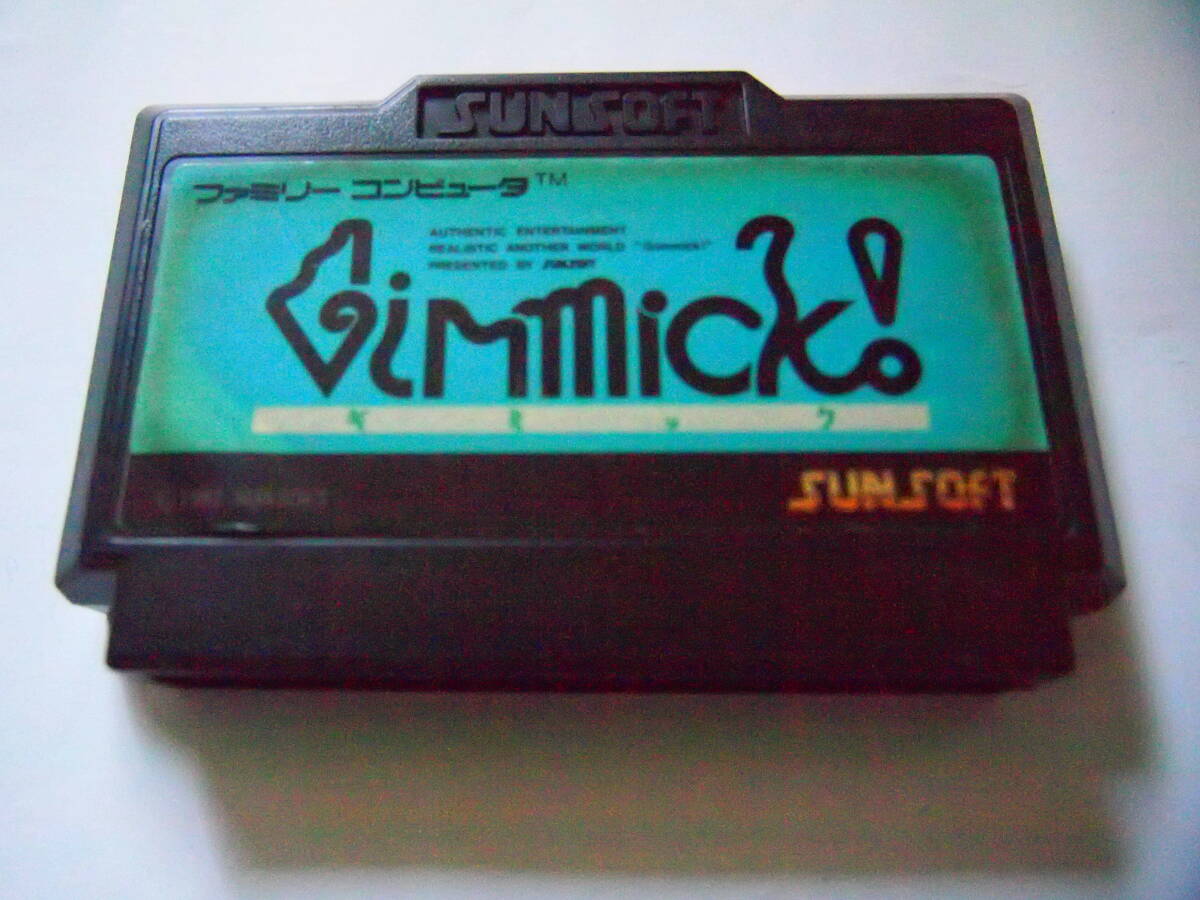 SUNSOFT
ファミリー コンピュータ™
AUTHENTIC ENTERTAINMENT
REALISTIC ANOTHER WORLD "Gimmick!"
PRESENTED BY SUNSOFT
Gimmick!
ギミック
SUNSOFT